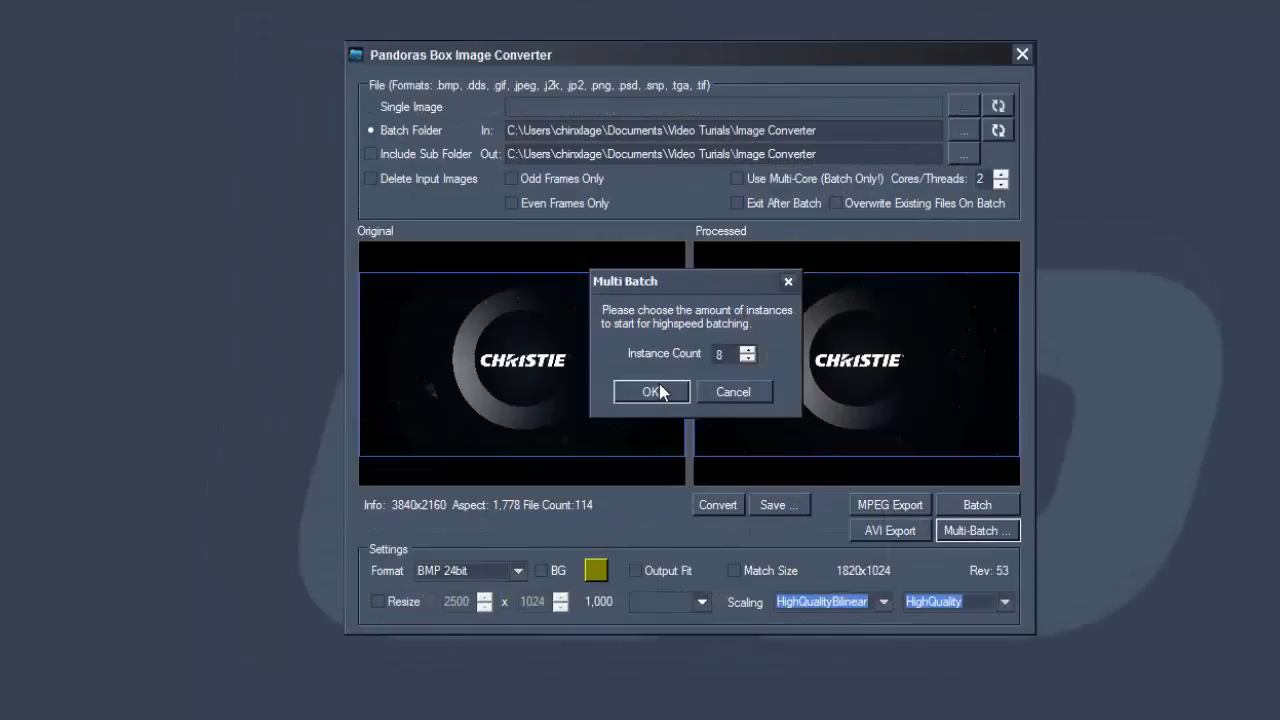 Pandoras Box Image Converter
File (Formats: .bmp, .dds, .gif, .jpeg, .j2k, .jp2, .png, .psd, .snp, .tga, .tif)
Single Image ...
Batch Folder In: C:\Users\chinxlage\Documents\Video Turials\Image Converter ...
Include Sub Folder Out: C:\Users\chinxlage\Documents\Video Turials\Image Converter ...
Delete Input Images Odd Frames Only Use Multi-Core (Batch Only!) Cores/Threads: 2
Even Frames Only Exit After Batch Overwrite Existing Files On Batch
Original Processed
Multi Batch
Please choose the amount of instances
to start for highspeed batching.
Instance Count 8
CHRISTIE CHRISTIE
OK Cancel
Info: 3840x2160 Aspect: 1,778 File Count:114 Convert Save ... MPEG Export Batch
AVI Export Multi-Batch ...
Settings
Format BMP 24bit BG Output Fit Match Size 1820x1024 Rev: 53
Resize 2500 x 1024 1,000 Scaling HighQualityBilinear HighQuality